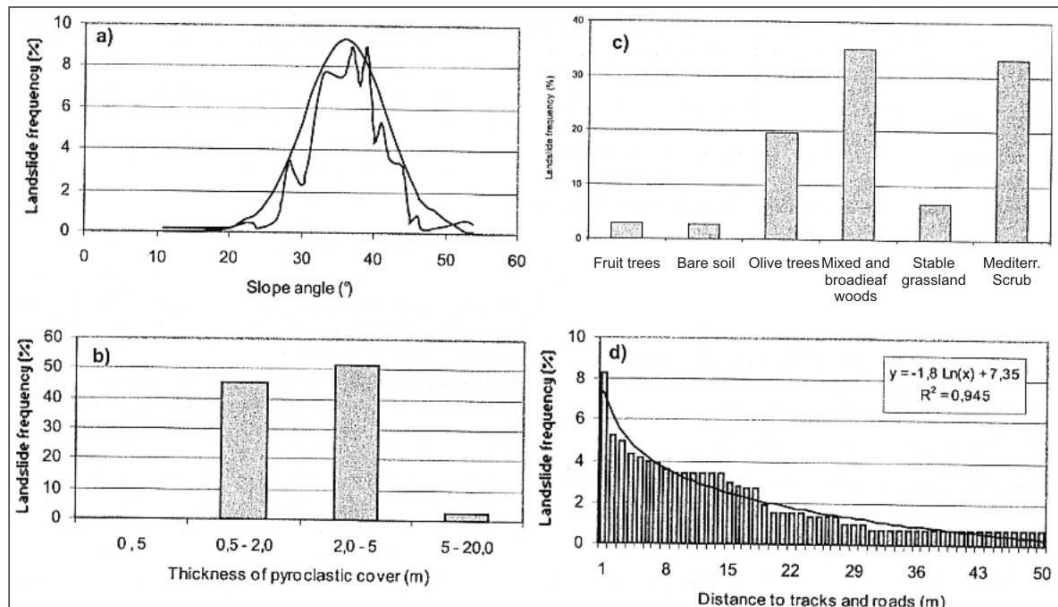 a)
Landslide frequency (%)
10
8
6
4
2
0
0 10 20 30 40 50 60
Slope angle (°)
c)
Landslide frequency (%)
40%
30
20
10
0
Fruit trees Bare soil Olive trees Mixed and broadieaf woods Stable grassland Mediterr. Scrub
b)
Landslide frequency (%)
60
50
40
30
20
10
0
0,5 0,5 - 2,0 2,0 - 5 5 - 20,0
Thickness of pyroclastic cover (m)
d)
Landslide frequency (%)
10
8
6
4
2
0
y = -1,8 Ln(x) + 7,35
R² = 0,945
1 8 15 22 29 36 43 50
Distance to tracks and roads (m)